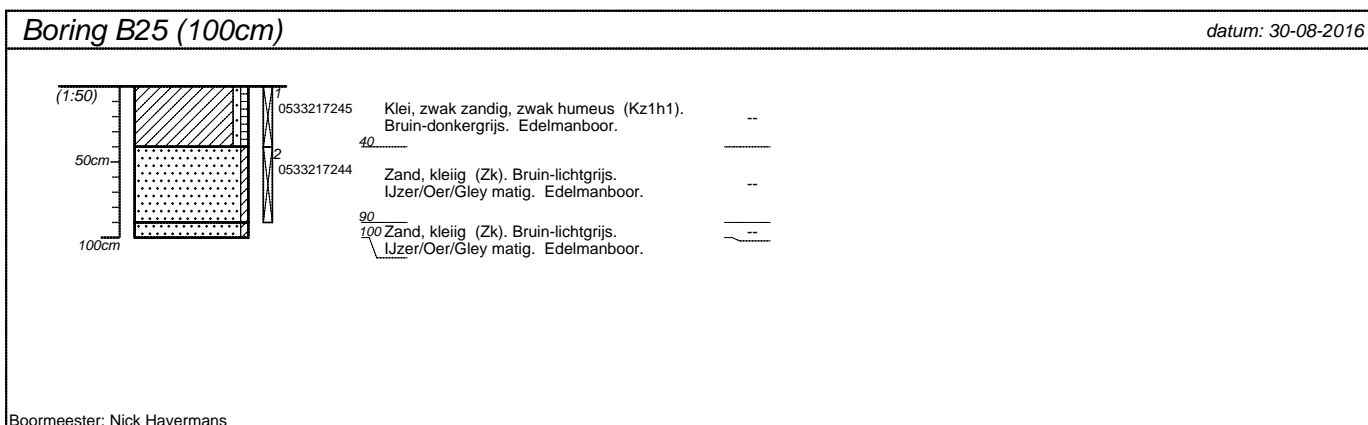 Boring B25 (100cm)
datum: 30-08-2016
(1:50)
1
0533217245
Klei, zwak zandig, zwak humeus (Kz1h1).
Bruin-donkergrijs. Edelmanboor.
--
40
50cm
2
0533217244
Zand, kleiig (Zk). Bruin-lichtgrijs.
IJzer/Oer/Gley matig. Edelmanboor.
--
90
100
Zand, kleiig (Zk). Bruin-lichtgrijs.
IJzer/Oer/Gley matig. Edelmanboor.
--
100cm
Boormeester: Nick Havermans